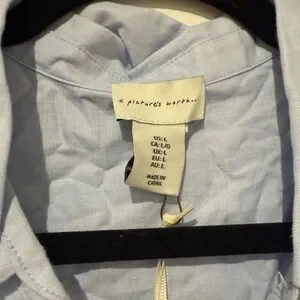 a picture's worth...
US: L
CA: L/G
UK: L
EU: L
AU: L
MADE IN
CHINA